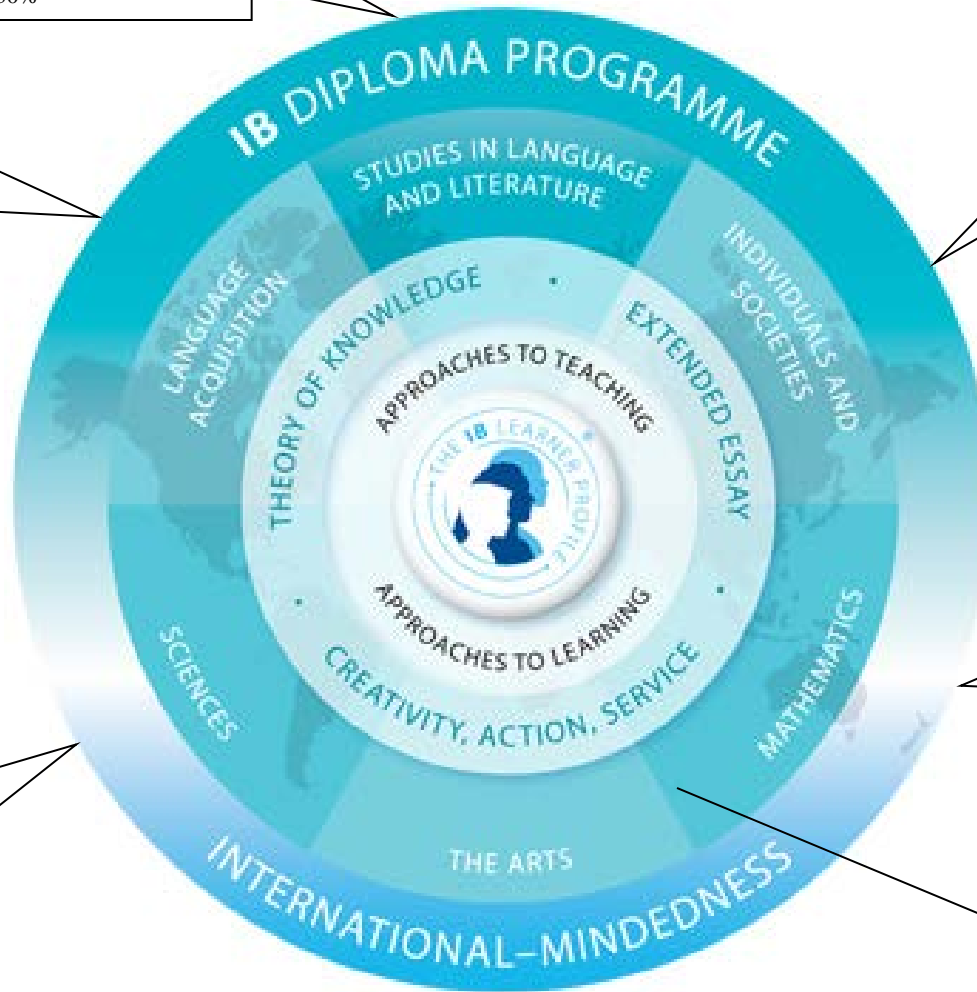 IB DIPLOMA PROGRAMME
STUDIES IN LANGUAGE
AND LITERATURE
LANGUAGE
ACQUISITION
INDIVIDUALS AND
SOCIETIES
THEORY OF KNOWLEDGE
EXTENDED ESSAY
APPROACHES TO TEACHING
THE IB LEARNER PROFILE
APPROACHES TO LEARNING
CREATIVITY, ACTION, SERVICE
SCIENCES
MATHEMATICS
THE ARTS
INTERNATIONAL–MINDEDNESS